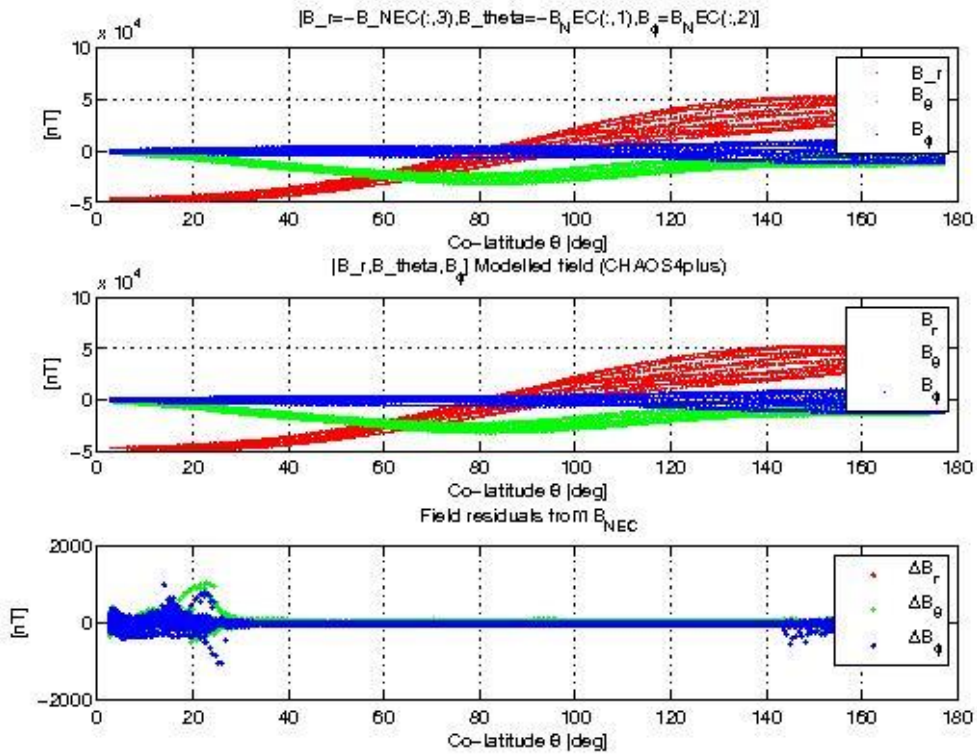 [B_r=-B_NEC(:,3),B_theta=-B_NEC(:,1),B_ϕ=B_NEC(:,2)]
x 10^4
10
5
0
-5
[nT]
B_r
B_θ
B_ϕ
0 20 40 60 80 100 120 140 160 180
Co-latitude θ [deg]
[B_r,B_theta,B_ϕ] Modelled field (CHAOS4plus)
x 10^4
10
5
0
-5
[nT]
B_r
B_θ
B_ϕ
0 20 40 60 80 100 120 140 160 180
Co-latitude θ [deg]
Field residuals from B_NEC
2000
0
-2000
[nT]
ΔB_r
ΔB_θ
ΔB_ϕ
0 20 40 60 80 100 120 140 160 180
Co-latitude θ [deg]